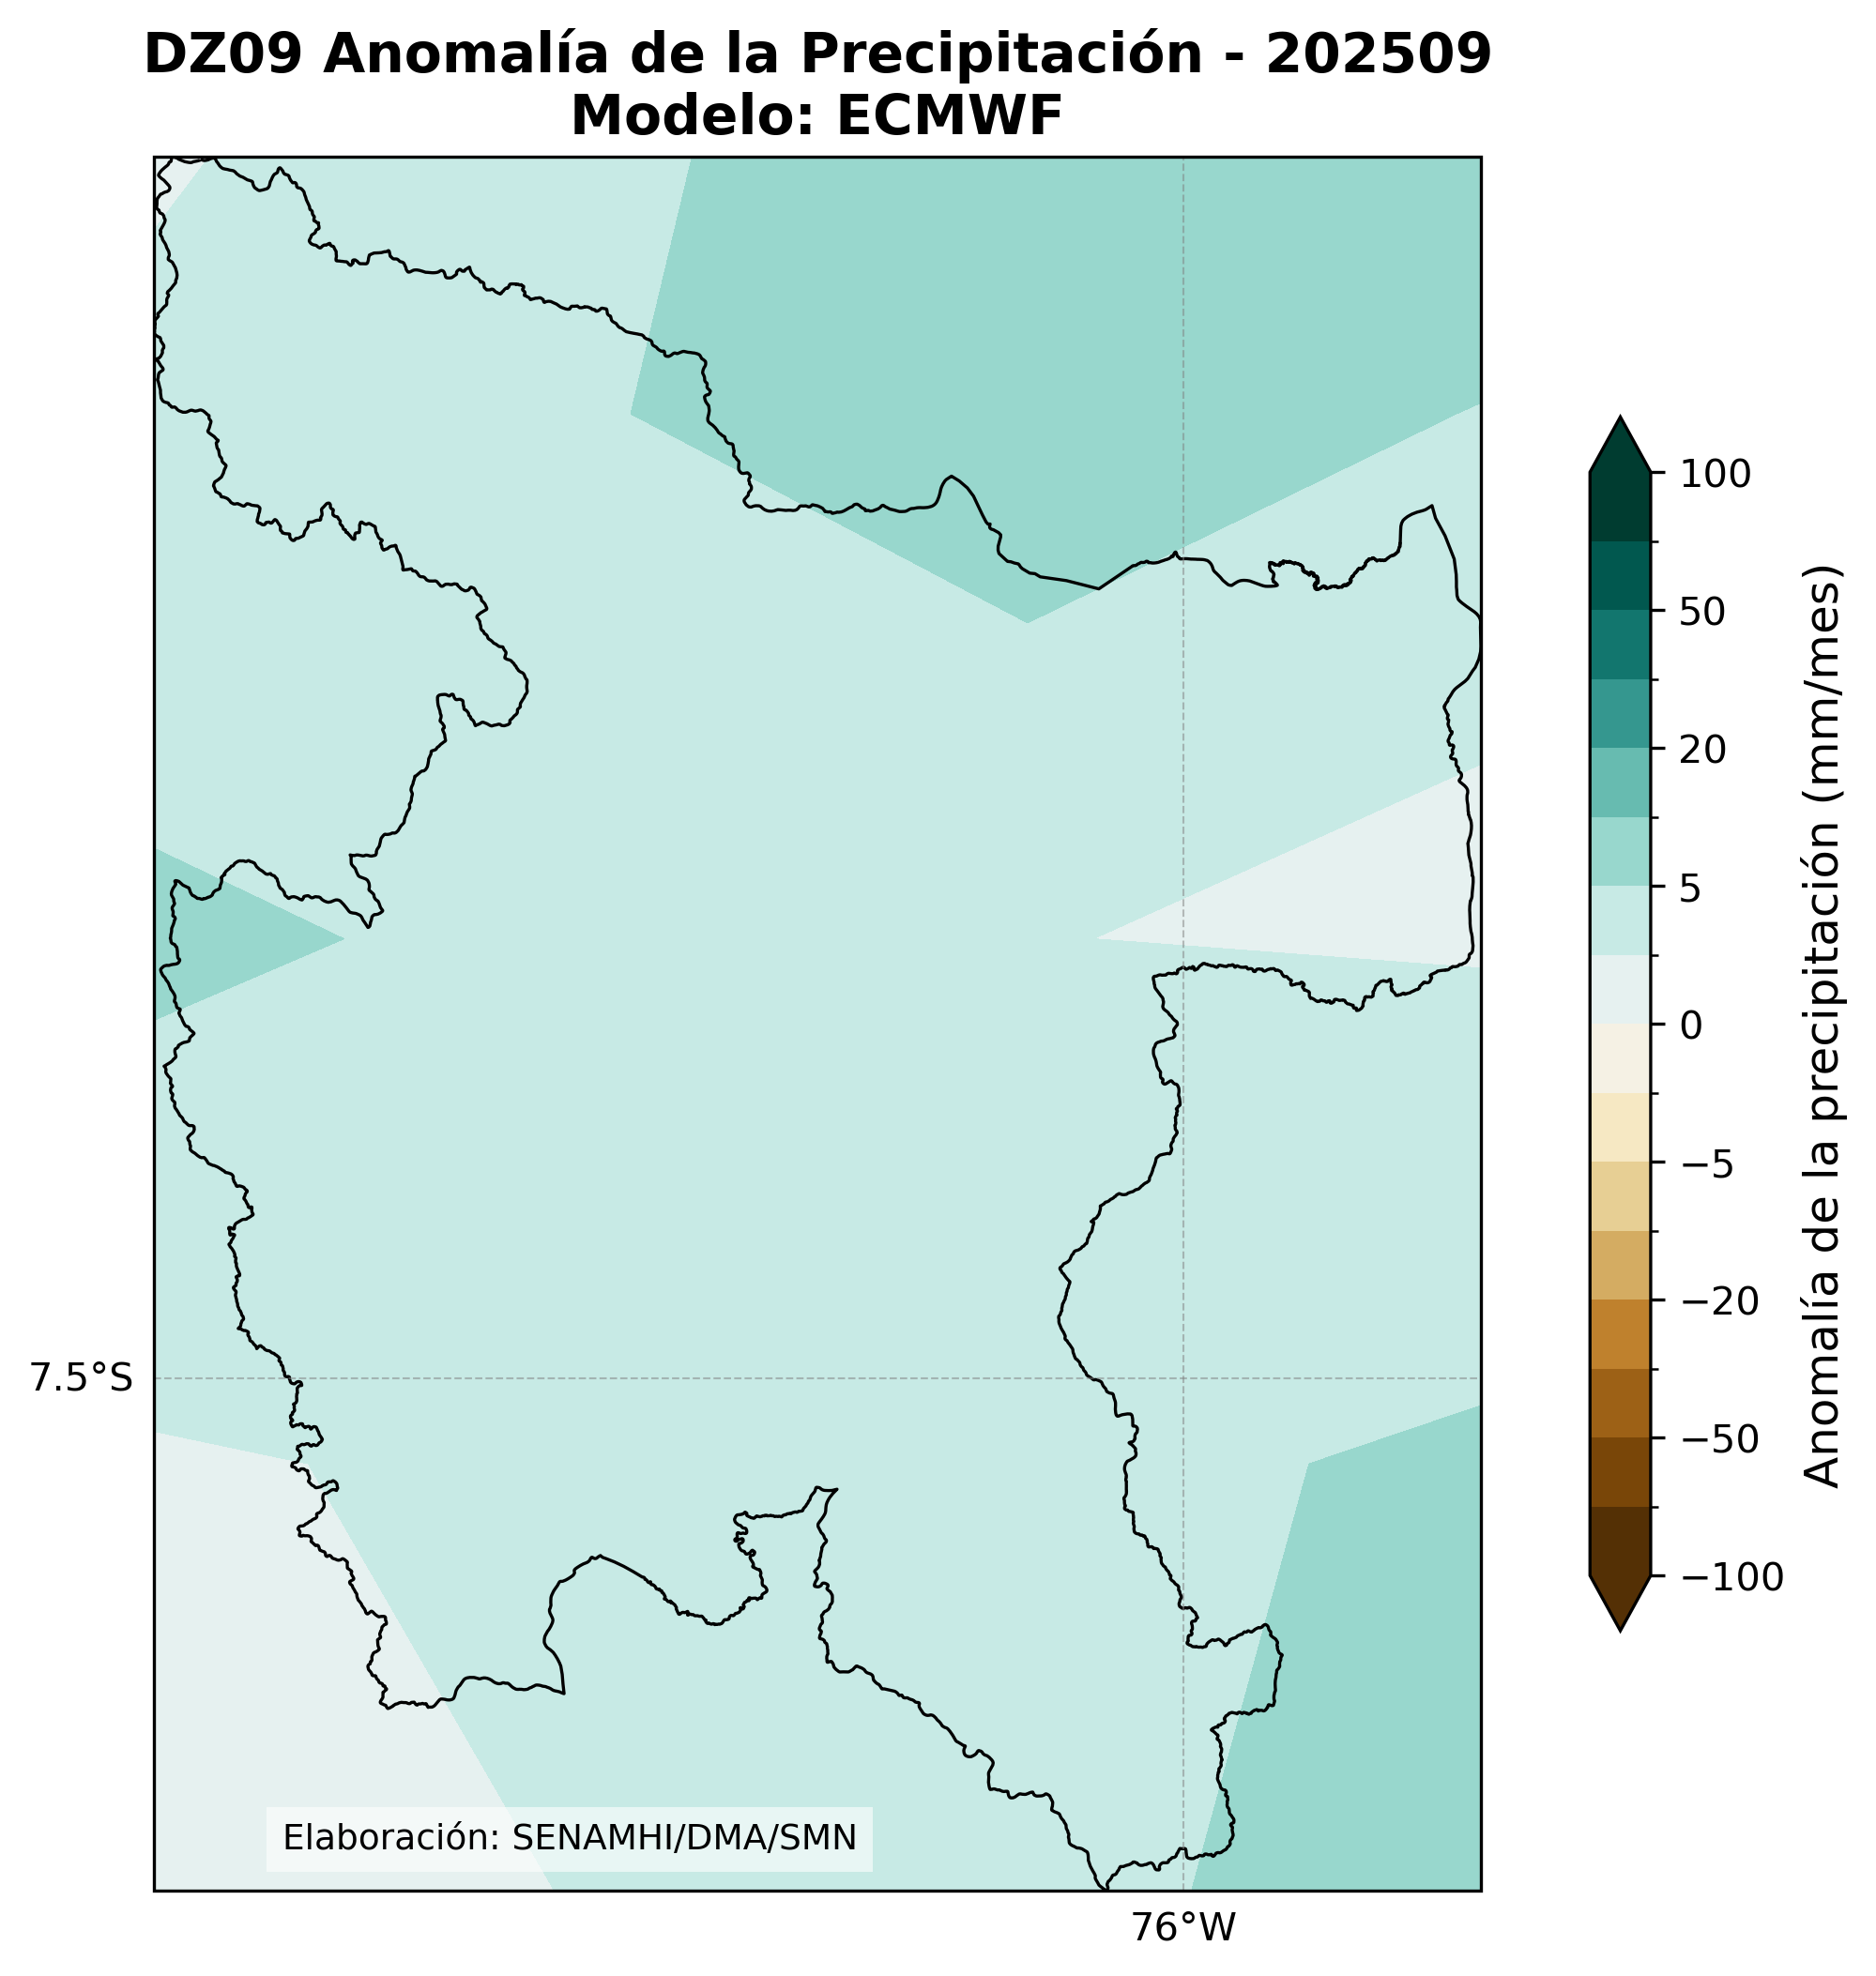 DZ09 Anomalía de la Precipitación - 202509
Modelo: ECMWF
100
50
20
5
0
−5
−20
−50
−100
Anomalía de la precipitación (mm/mes)
7.5°S
Elaboración: SENAMHI/DMA/SMN
76°W